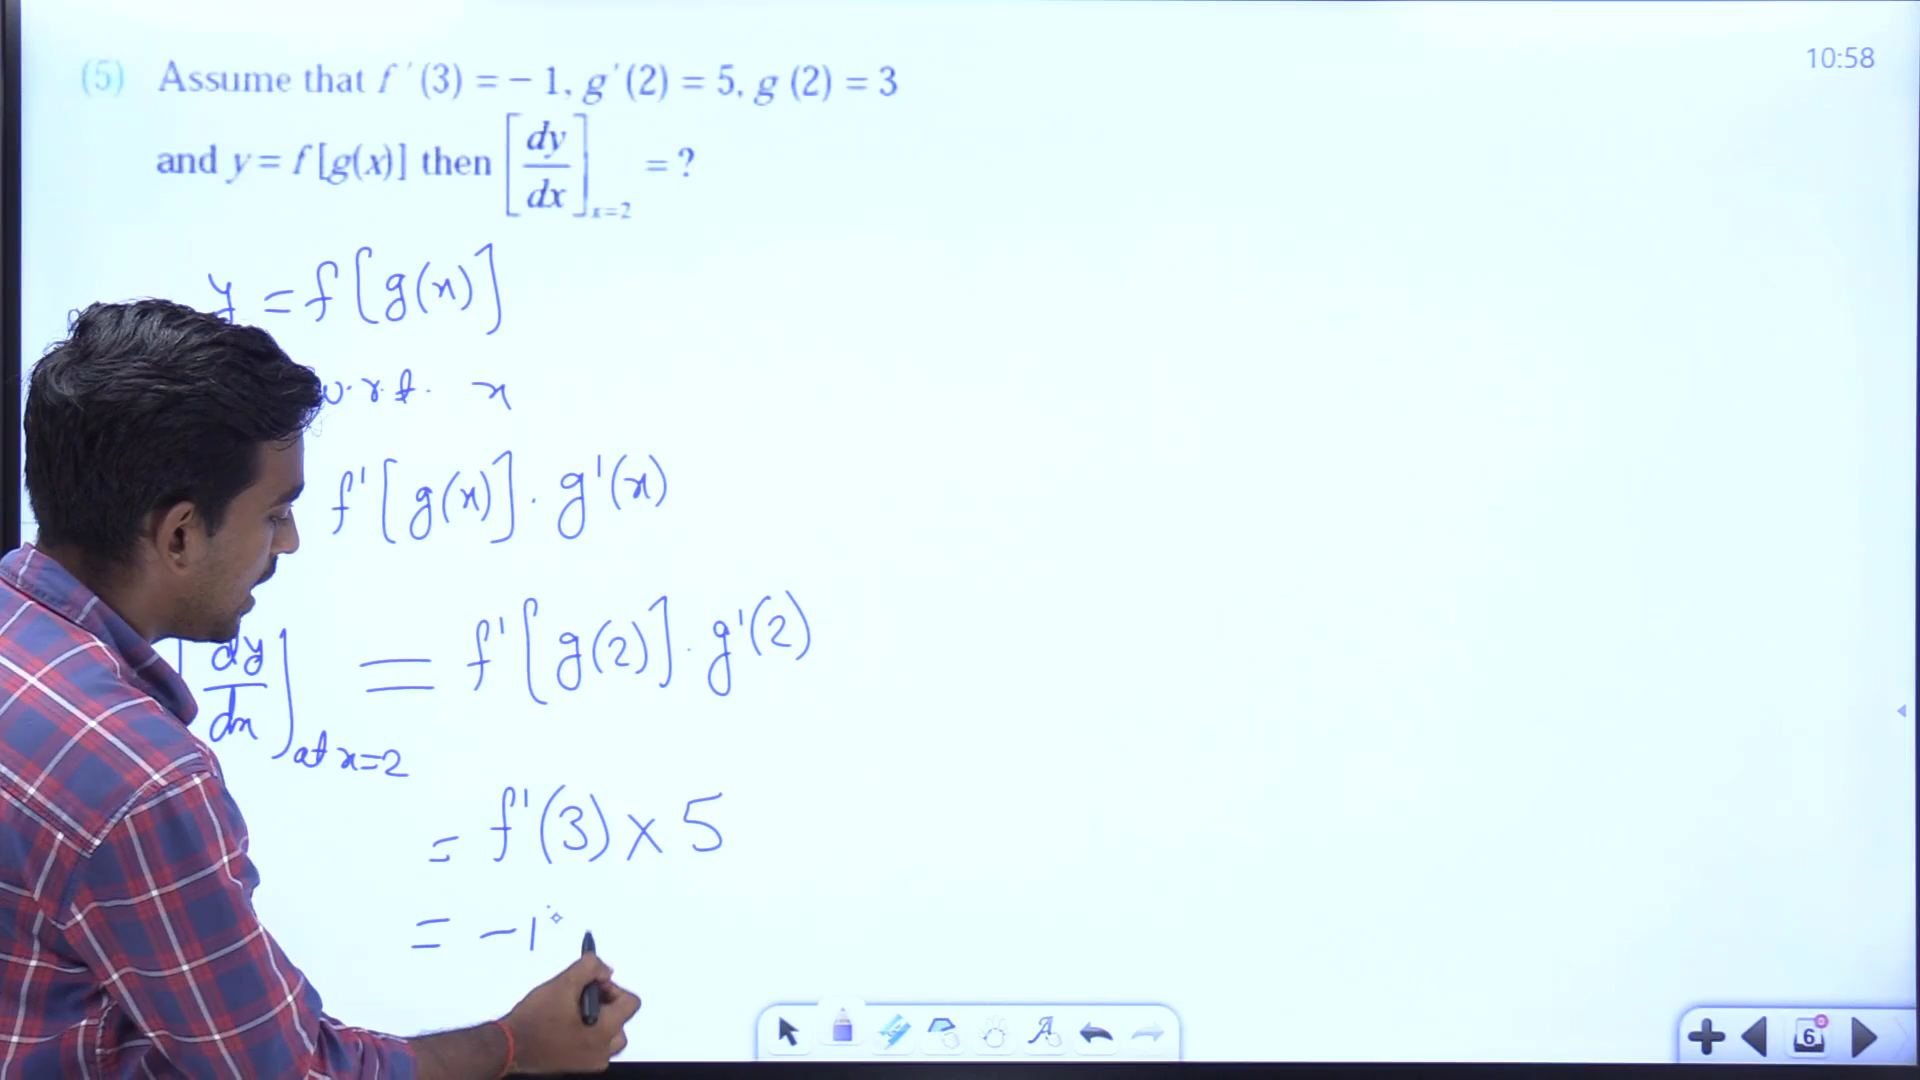 10:58
(5) Assume that f ′(3) = – 1, g ′(2) = 5, g (2) = 3
and y = f [g(x)] then [dy/dx]x=2 = ?
y = f[g(x)]
w.r.t. x
f'[g(x)] . g'(x)
[dy/dx] at x=2 = f'[g(2)] . g'(2)
= f'(3) × 5
= -1
6